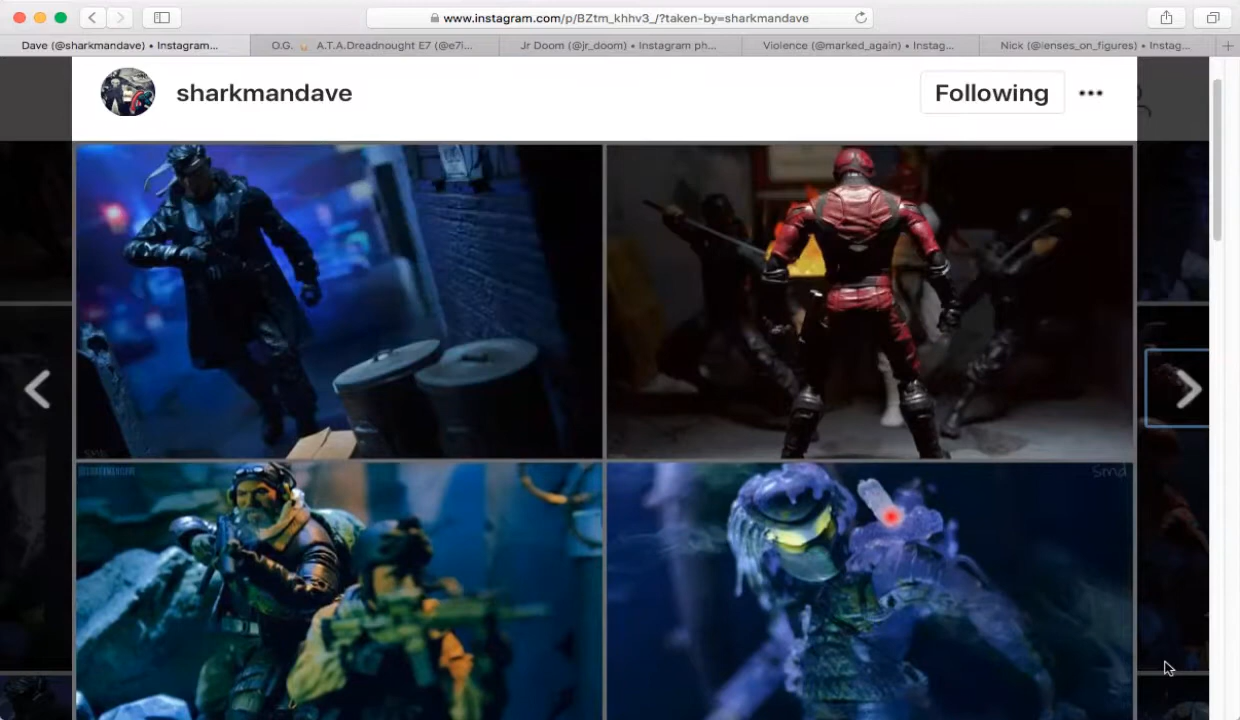 www.instagram.com/p/BZtm_khhv3_/?taken-by=sharkmandave
Dave (@sharkmandave) • Instagram...
O.G. A.T.A.Dreadnought E7 (@e7i...
Jr Doom (@jr_doom) • Instagram ph...
Violence (@marked_again) • Instag...
Nick (@lenses_on_figures) • Instag...
sharkmandave
Following
Smd